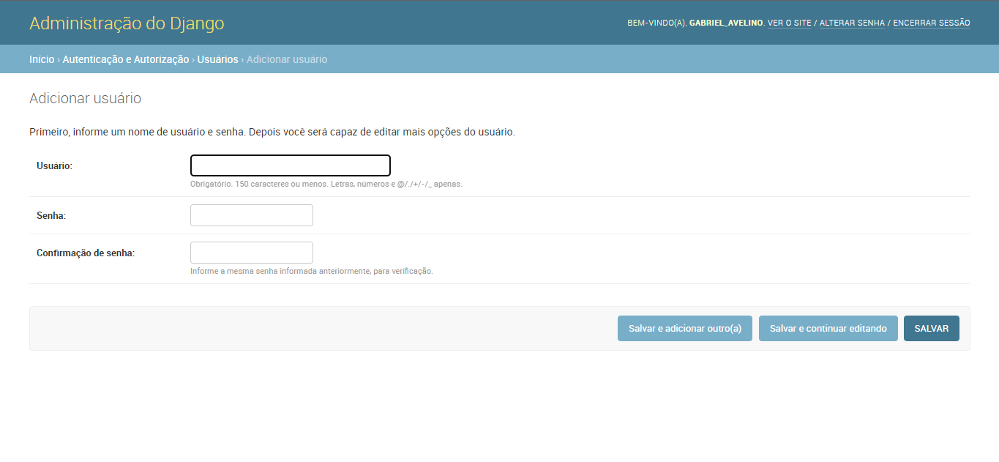 Administração do Django
BEM-VINDO(A), GABRIEL_AVELINO. VER O SITE / ALTERAR SENHA / ENCERRAR SESSÃO
Início › Autenticação e Autorização › Usuários › Adicionar usuário
Adicionar usuário
Primeiro, informe um nome de usuário e senha. Depois você será capaz de editar mais opções do usuário.
Usuário:
Obrigatório. 150 caracteres ou menos. Letras, números e @/./+/-/_ apenas.
Senha:
Confirmação de senha:
Informe a mesma senha informada anteriormente, para verificação.
Salvar e adicionar outro(a) Salvar e continuar editando SALVAR